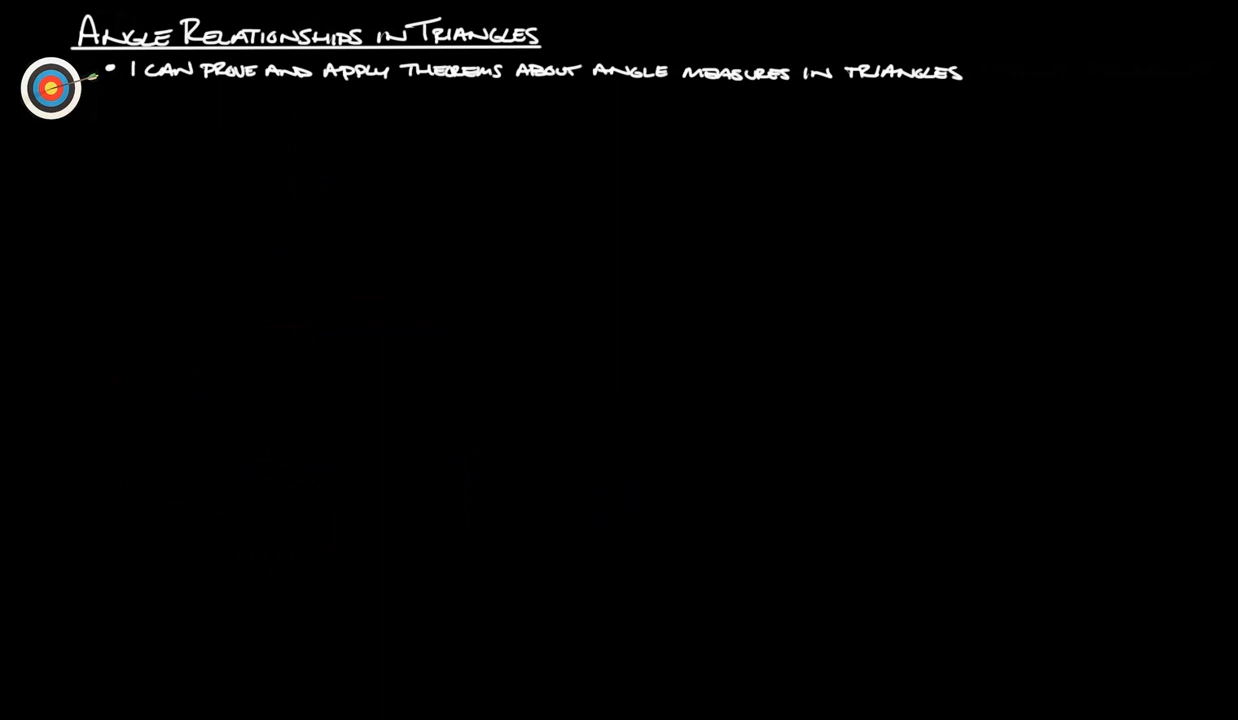 ANGLE RELATIONSHIPS IN TRIANGLES
• I CAN PROVE AND APPLY THEOREMS ABOUT ANGLE MEASURES IN TRIANGLES